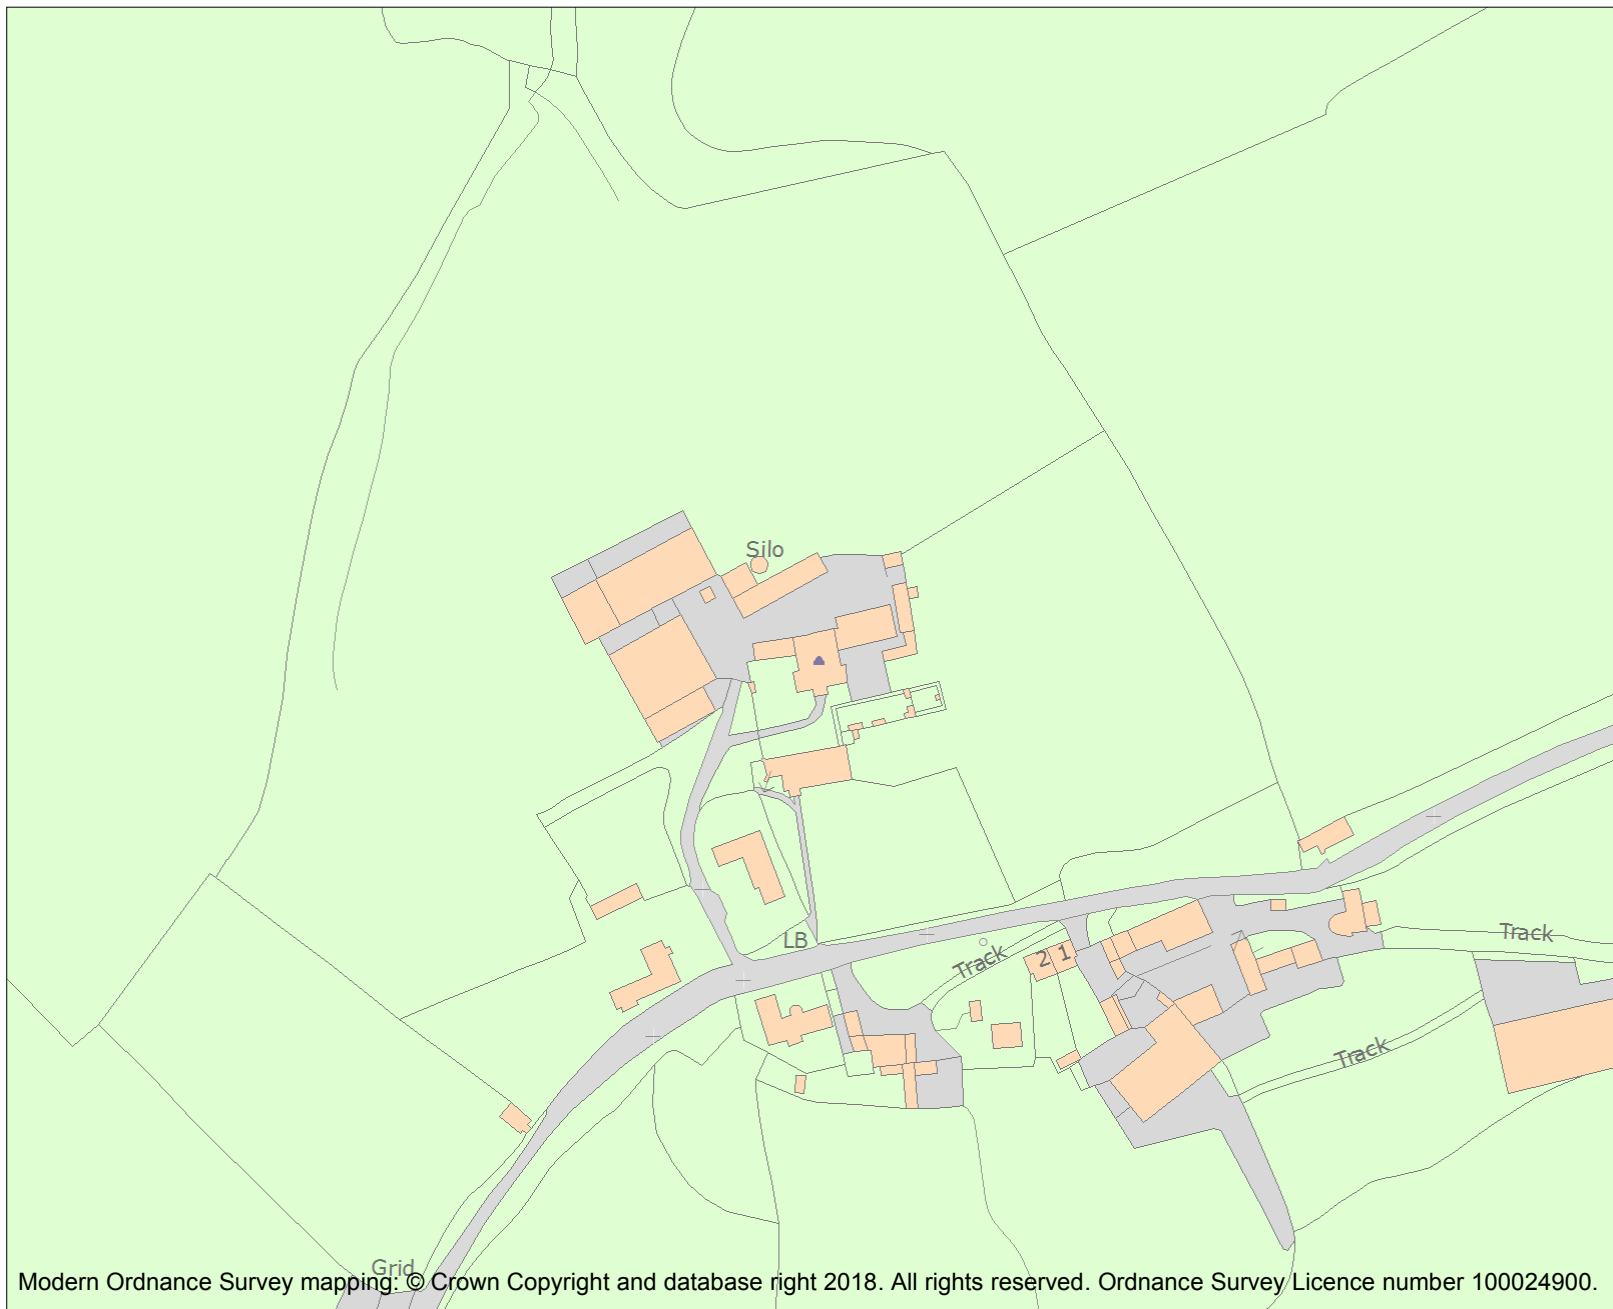 Silo
LB
Track
2 1
Track
Track
Grid
Modern Ordnance Survey mapping: © Crown Copyright and database right 2018. All rights reserved. Ordnance Survey Licence number 100024900.